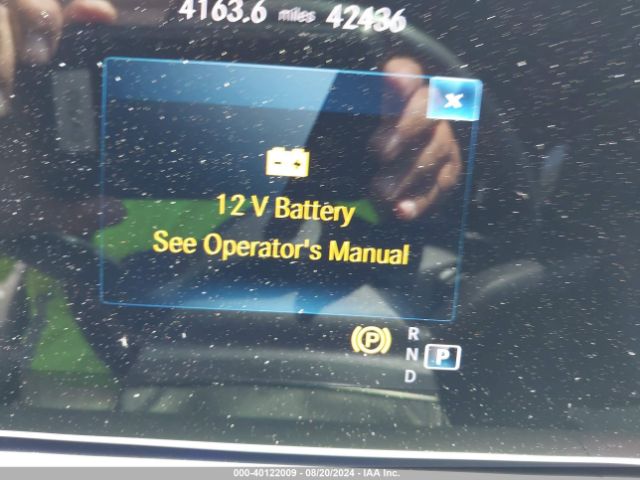 4163.6 miles 42436
12 V Battery
See Operator's Manual
P
R
N P
D
000-40122009 - 08/20/2024 - IAA Inc.